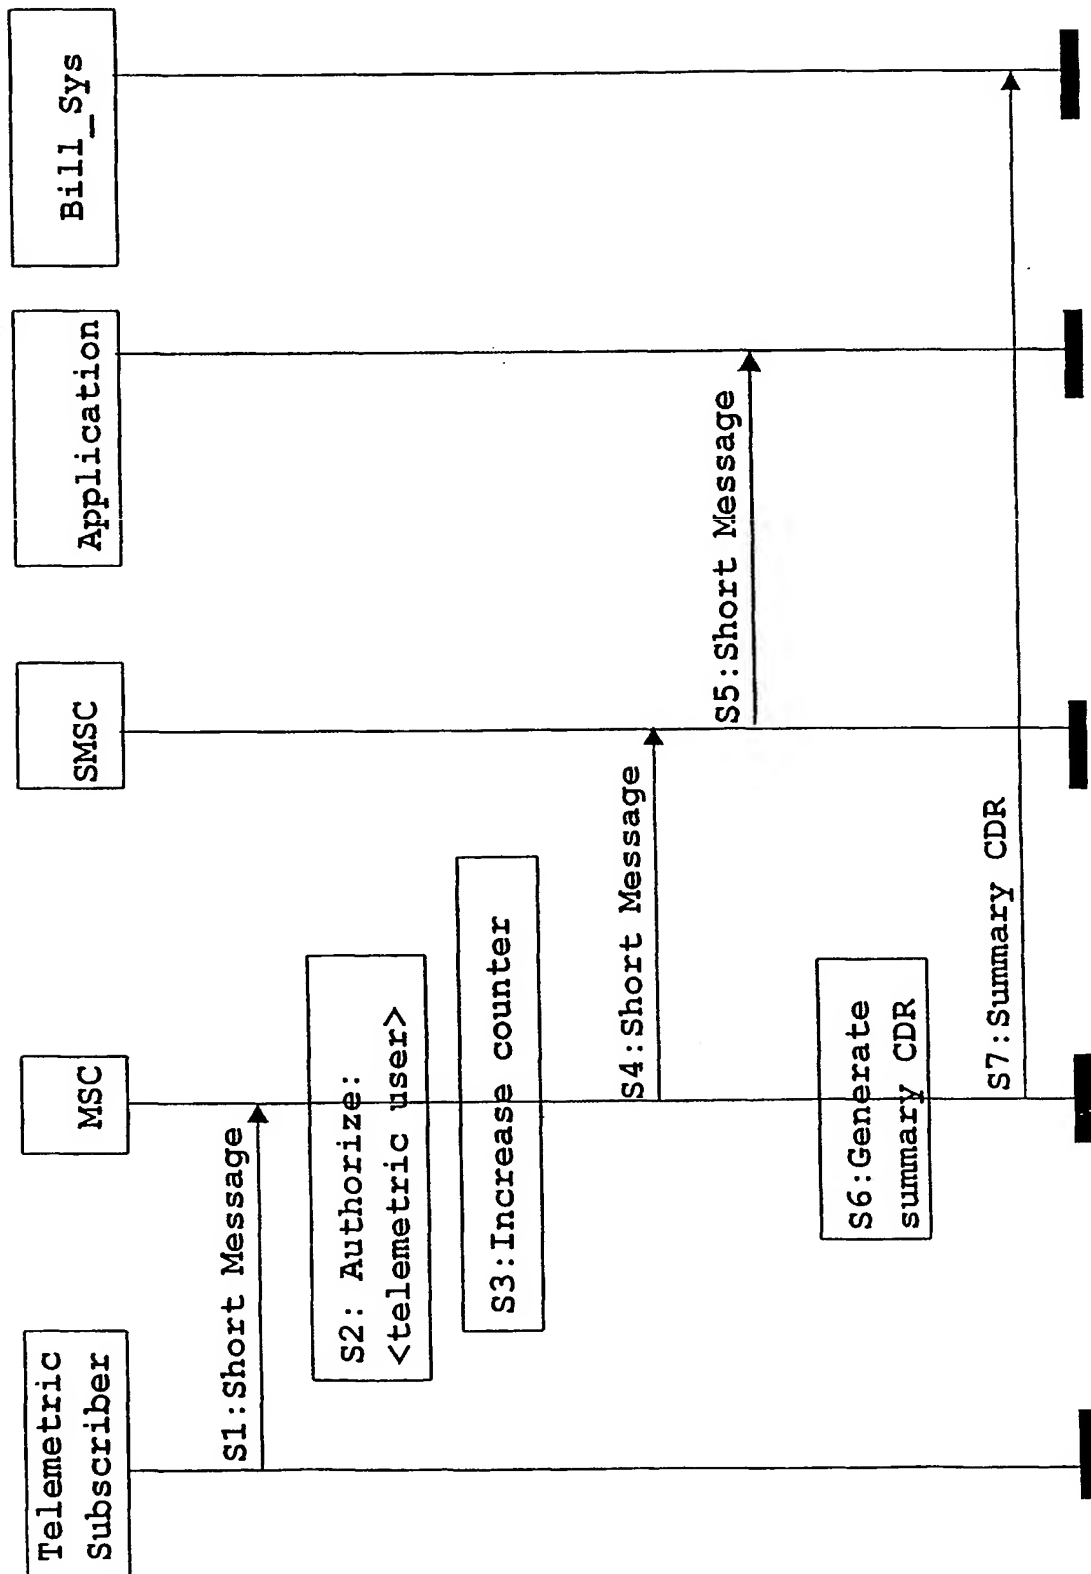 Telemetric
Subscriber
MSC
SMSC
Application
Bill_Sys
S1:Short Message
S2: Authorize:
<telemetric user>
S3:Increase counter
S4:Short Message
S5:Short Message
S6:Generate
summary CDR
S7:Summary CDR